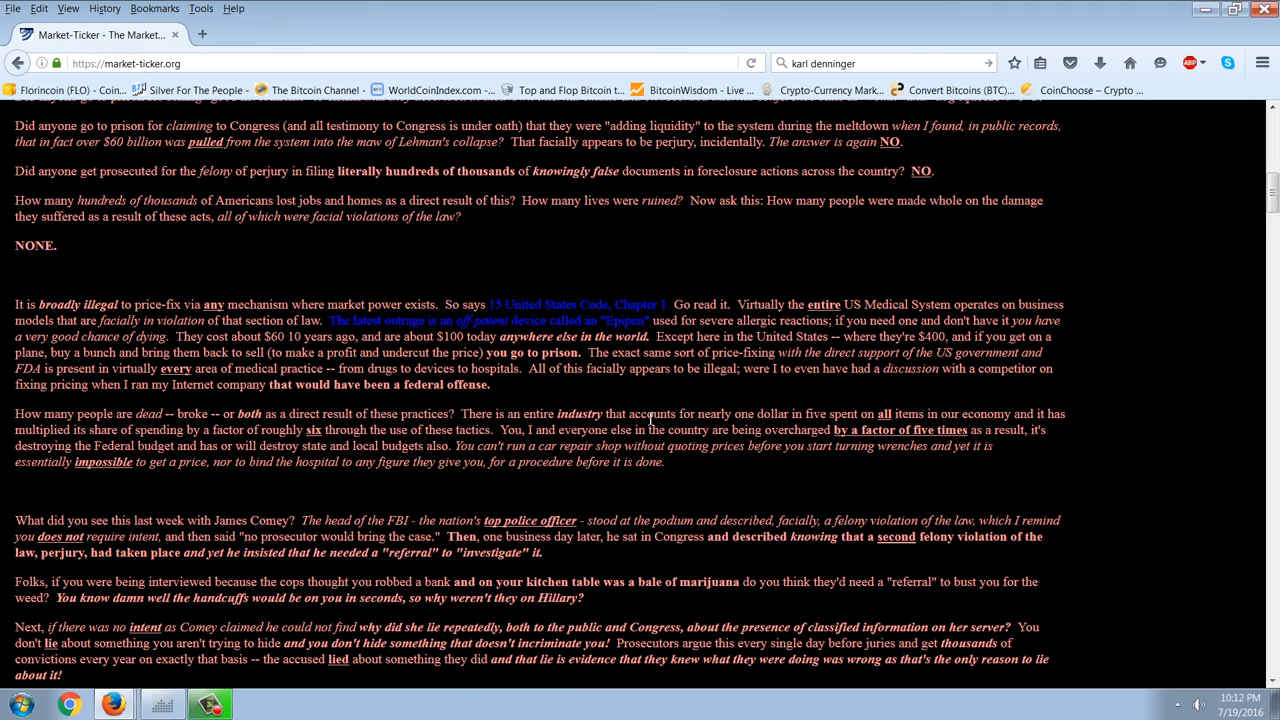 File Edit View History Bookmarks Tools Help
Market-Ticker - The Market...
https://market-ticker.org
karl denninger
ABP
Florincoin (FLO) - Coin... Silver For The People - ... The Bitcoin Channel WorldCoinIndex.com -... Top and Flop Bitcoin t... BitcoinWisdom - Live ... Crypto-Currency Mark... Convert Bitcoins (BTC)... CoinChoose – Crypto ...
Did anyone go to prison for claiming to Congress (and all testimony to Congress is under oath) that they were "adding liquidity" to the system during the meltdown when I found, in public records,
that in fact over $60 billion was pulled from the system into the maw of Lehman's collapse? That facially appears to be perjury, incidentally. The answer is again NO.
Did anyone get prosecuted for the felony of perjury in filing literally hundreds of thousands of knowingly false documents in foreclosure actions across the country? NO.
How many hundreds of thousands of Americans lost jobs and homes as a direct result of this? How many lives were ruined? Now ask this: How many people were made whole on the damage
they suffered as a result of these acts, all of which were facial violations of the law?
NONE.
It is broadly illegal to price-fix via any mechanism where market power exists. So says 15 United States Code, Chapter 1. Go read it. Virtually the entire US Medical System operates on business
models that are facially in violation of that section of law. The latest outrage is an off-patent device called an "Epipen" used for severe allergic reactions; if you need one and don't have it you have
a very good chance of dying. They cost about $60 10 years ago, and are about $100 today anywhere else in the world. Except here in the United States -- where they're $400, and if you get on a
plane, buy a bunch and bring them back to sell (to make a profit and undercut the price) you go to prison. The exact same sort of price-fixing with the direct support of the US government and
FDA is present in virtually every area of medical practice -- from drugs to devices to hospitals. All of this facially appears to be illegal; were I to even have had a discussion with a competitor on
fixing pricing when I ran my Internet company that would have been a federal offense.
How many people are dead -- broke -- or both as a direct result of these practices? There is an entire industry that accounts for nearly one dollar in five spent on all items in our economy and it has
multiplied its share of spending by a factor of roughly six through the use of these tactics. You, I and everyone else in the country are being overcharged by a factor of five times as a result, it's
destroying the Federal budget and has or will destroy state and local budgets also. You can't run a car repair shop without quoting prices before you start turning wrenches and yet it is
essentially impossible to get a price, nor to bind the hospital to any figure they give you, for a procedure before it is done.
What did you see this last week with James Comey? The head of the FBI - the nation's top police officer - stood at the podium and described, facially, a felony violation of the law, which I remind
you does not require intent, and then said "no prosecutor would bring the case." Then, one business day later, he sat in Congress and described knowing that a second felony violation of the
law, perjury, had taken place and yet he insisted that he needed a "referral" to "investigate" it.
Folks, if you were being interviewed because the cops thought you robbed a bank and on your kitchen table was a bale of marijuana do you think they'd need a "referral" to bust you for the
weed? You know damn well the handcuffs would be on you in seconds, so why weren't they on Hillary?
Next, if there was no intent as Comey claimed he could not find why did she lie repeatedly, both to the public and Congress, about the presence of classified information on her server? You
don't lie about something you aren't trying to hide and you don't hide something that doesn't incriminate you! Prosecutors argue this every single day before juries and get thousands of
convictions every year on exactly that basis -- the accused lied about something they did and that lie is evidence that they knew what they were doing was wrong as that's the only reason to lie
about it!
10:12 PM
7/19/2016